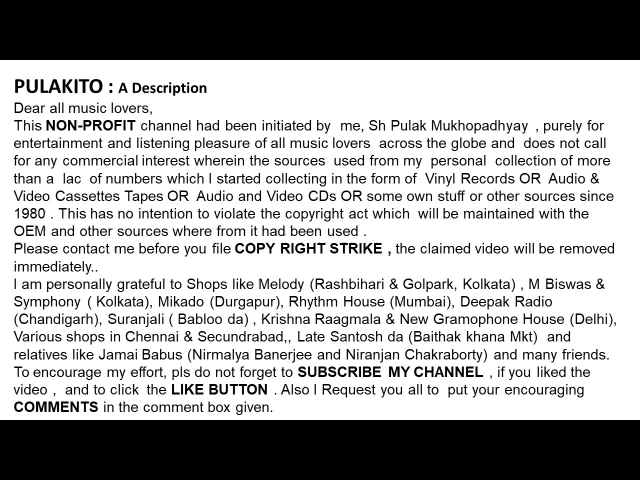 PULAKITO : A Description
Dear all music lovers,
This NON-PROFIT channel had been initiated by me, Sh Pulak Mukhopadhyay , purely for
entertainment and listening pleasure of all music lovers across the globe and does not call
for any commercial interest wherein the sources used from my personal collection of more
than a lac of numbers which I started collecting in the form of Vinyl Records OR Audio &
Video Cassettes Tapes OR Audio and Video CDs OR some own stuff or other sources since
1980 . This has no intention to violate the copyright act which will be maintained with the
OEM and other sources where from it had been used .
Please contact me before you file COPY RIGHT STRIKE , the claimed video will be removed
immediately..
I am personally grateful to Shops like Melody (Rashbihari & Golpark, Kolkata) , M Biswas &
Symphony ( Kolkata), Mikado (Durgapur), Rhythm House (Mumbai), Deepak Radio
(Chandigarh), Suranjali ( Babloo da) , Krishna Raagmala & New Gramophone House (Delhi),
Various shops in Chennai & Secundrabad,, Late Santosh da (Baithak khana Mkt) and
relatives like Jamai Babus (Nirmalya Banerjee and Niranjan Chakraborty) and many friends.
To encourage my effort, pls do not forget to SUBSCRIBE MY CHANNEL , if you liked the
video , and to click the LIKE BUTTON . Also I Request you all to put your encouraging
COMMENTS in the comment box given.